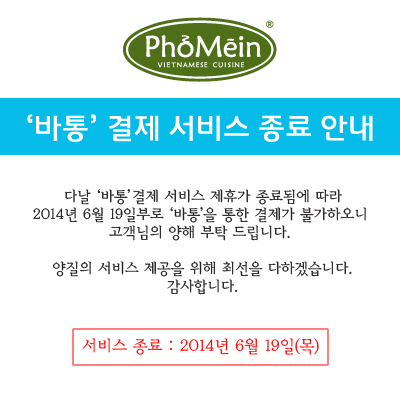 PhỏMēin®
VIETNAMESE CUISINE
‘바통’ 결제 서비스 종료 안내
다날 ‘바통’결제 서비스 제휴가 종료됨에 따라
2014년 6월 19일부로 ‘바통’을 통한 결제가 불가하오니
고객님의 양해 부탁 드립니다.
양질의 서비스 제공을 위해 최선을 다하겠습니다.
감사합니다.
서비스 종료 : 2014년 6월 19일(목)